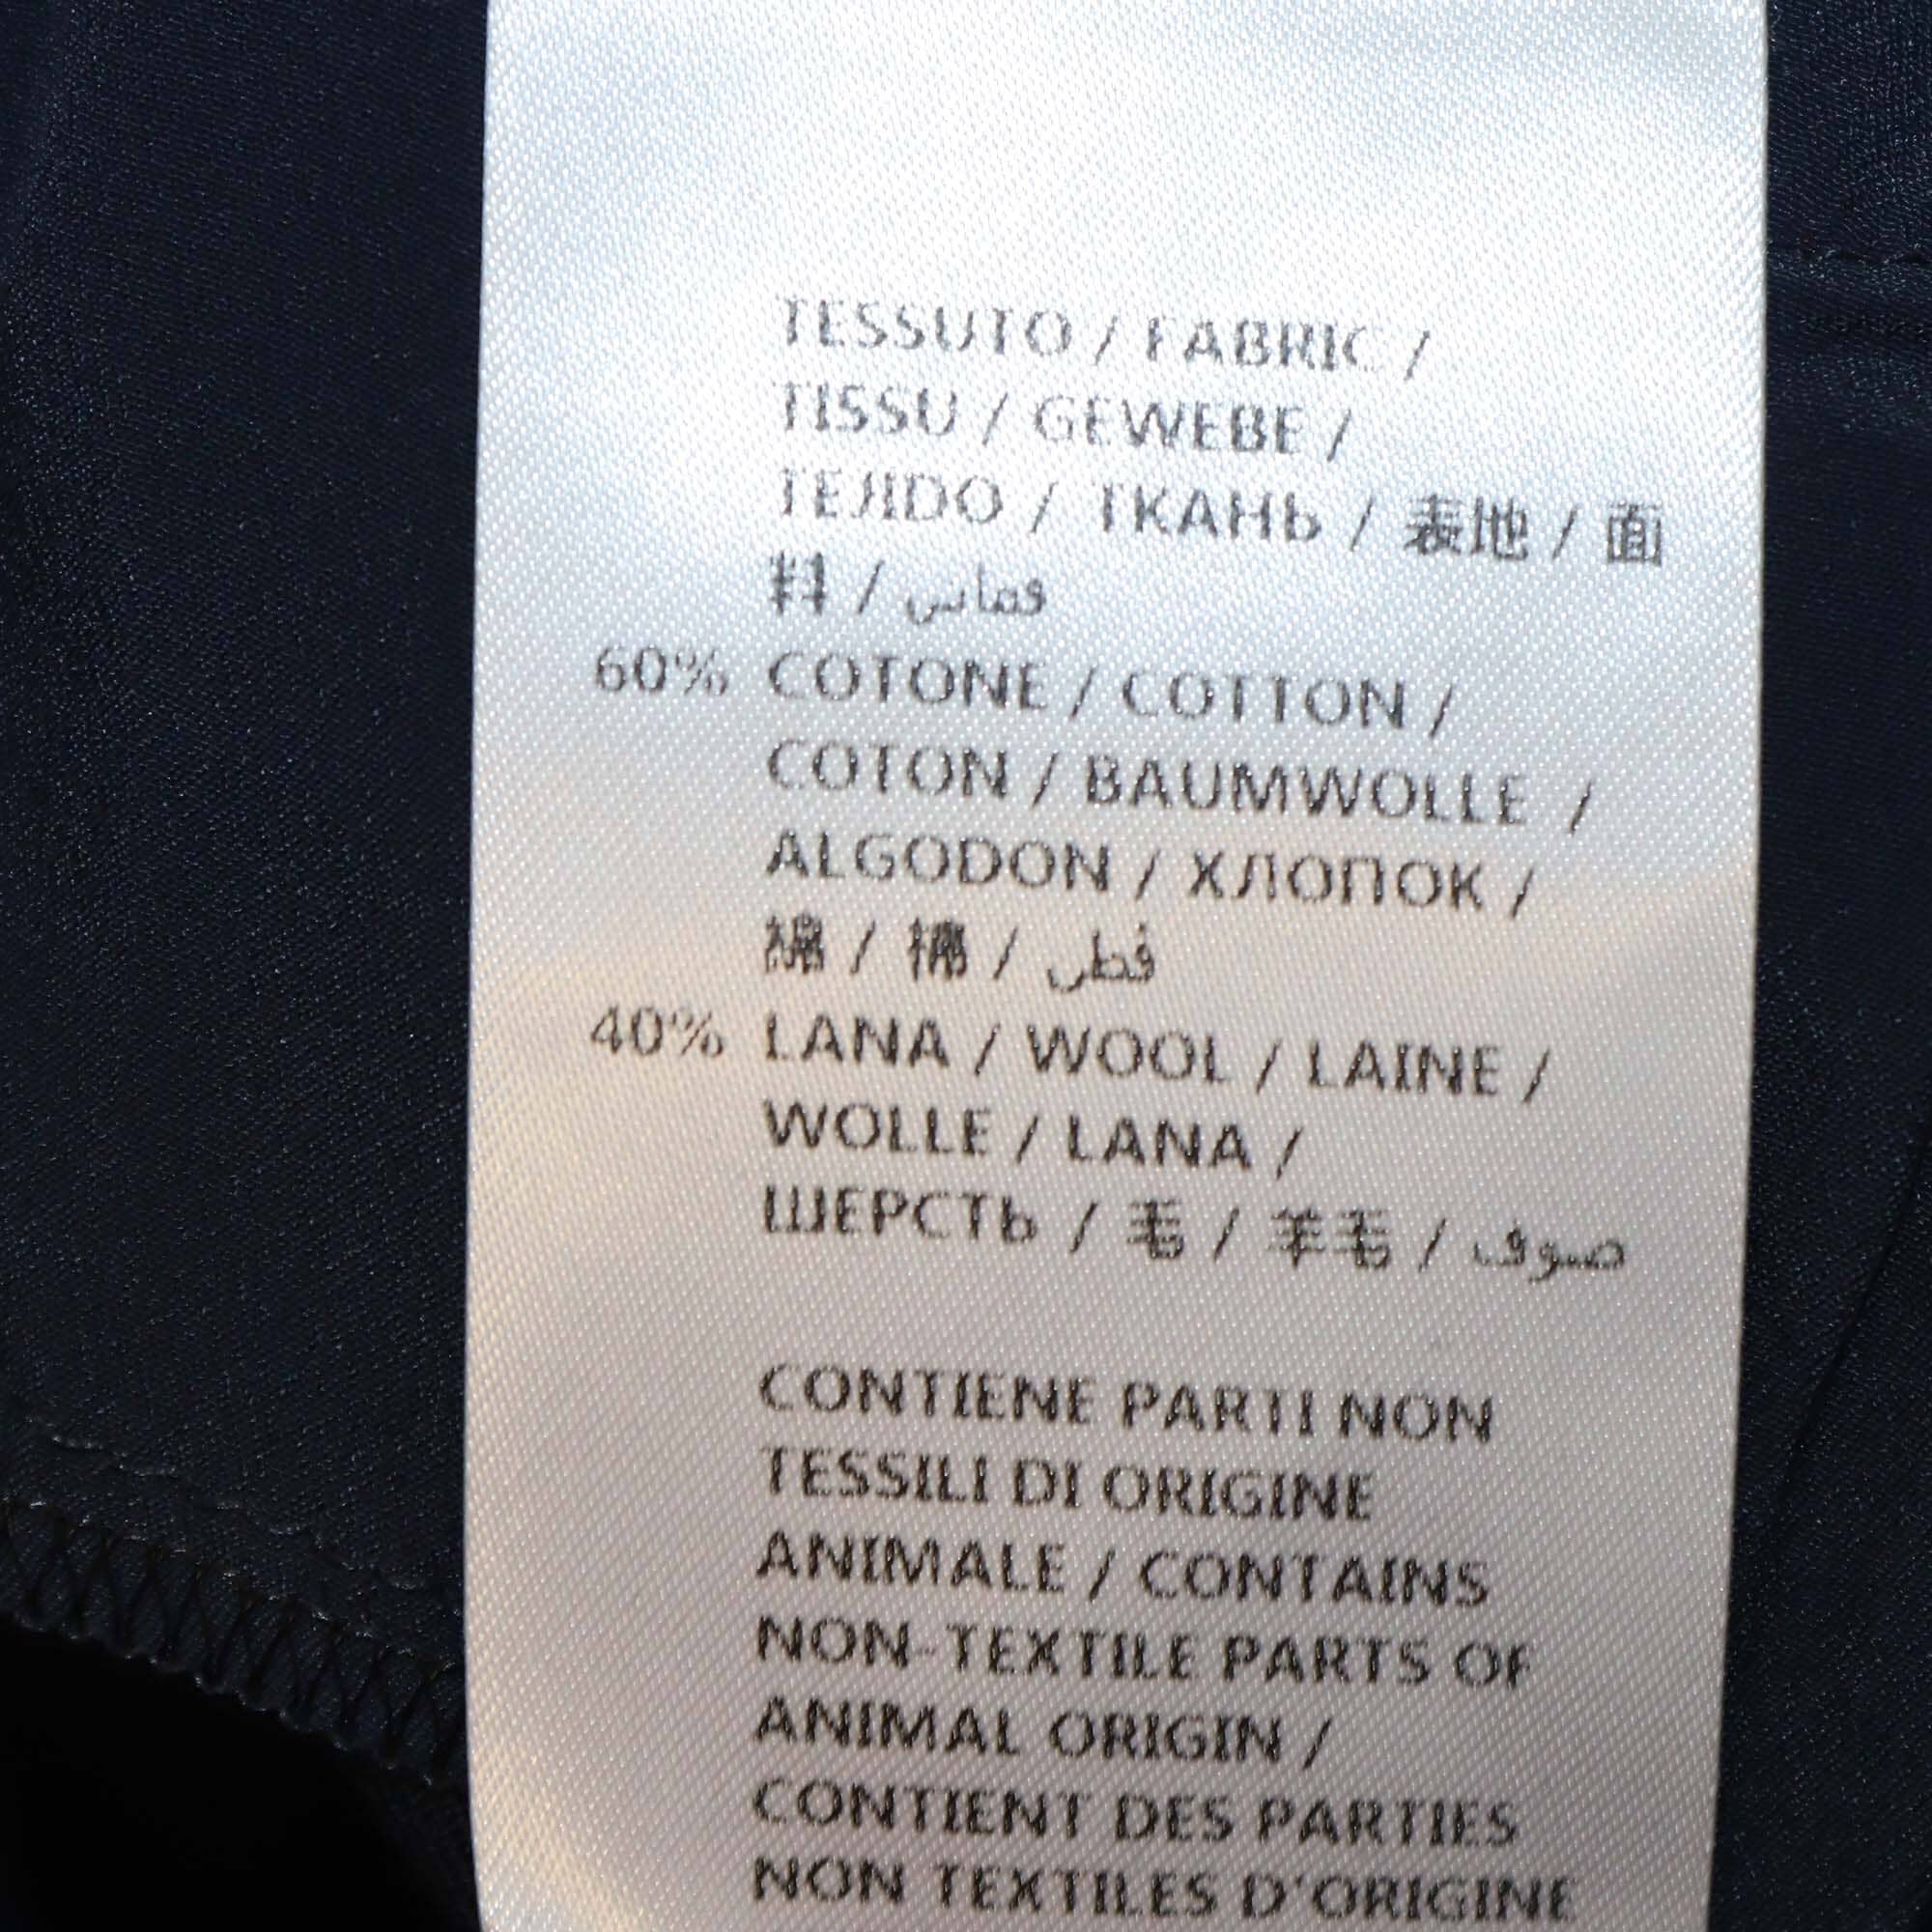 TESSUTO / FABRIC /
TISSU / GEWEBE /
TEJIDO / ТКАНЬ / 表地 / 面
料 / قماش
60% COTONE / COTTON /
COTON / BAUMWOLLE /
ALGODON / ХЛОПОК /
綿 / 棉 / قطن
40% LANA / WOOL / LAINE /
WOLLE / LANA /
ШЕРСТЬ / 毛 / 羊毛 / صوف
CONTIENE PARTI NON
TESSILI DI ORIGINE
ANIMALE / CONTAINS
NON-TEXTILE PARTS OF
ANIMAL ORIGIN /
CONTIENT DES PARTIES
NON TEXTILES D'ORIGINE